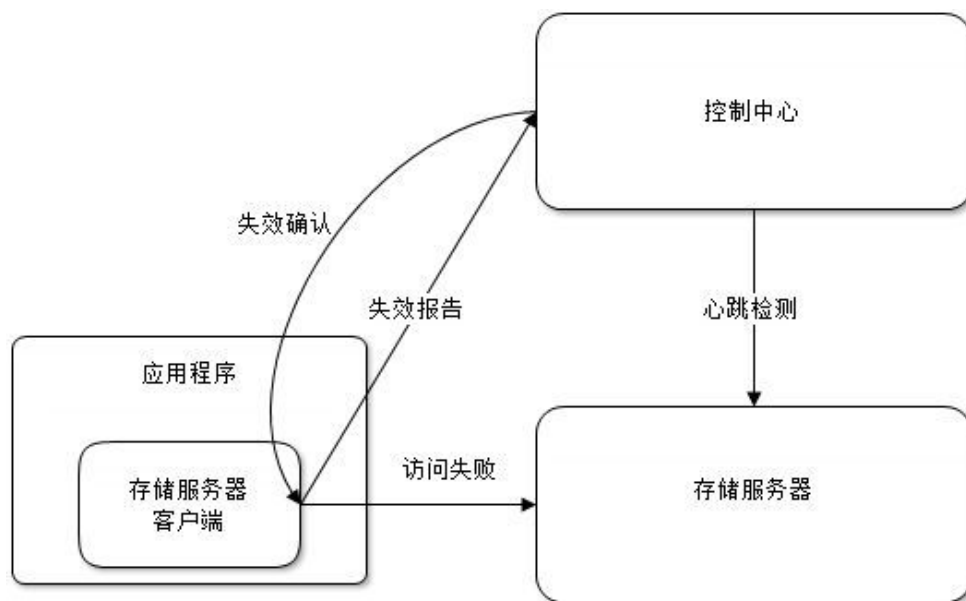 控制中心
失效确认
失效报告
心跳检测
应用程序
访问失败
存储服务器
客户端
存储服务器